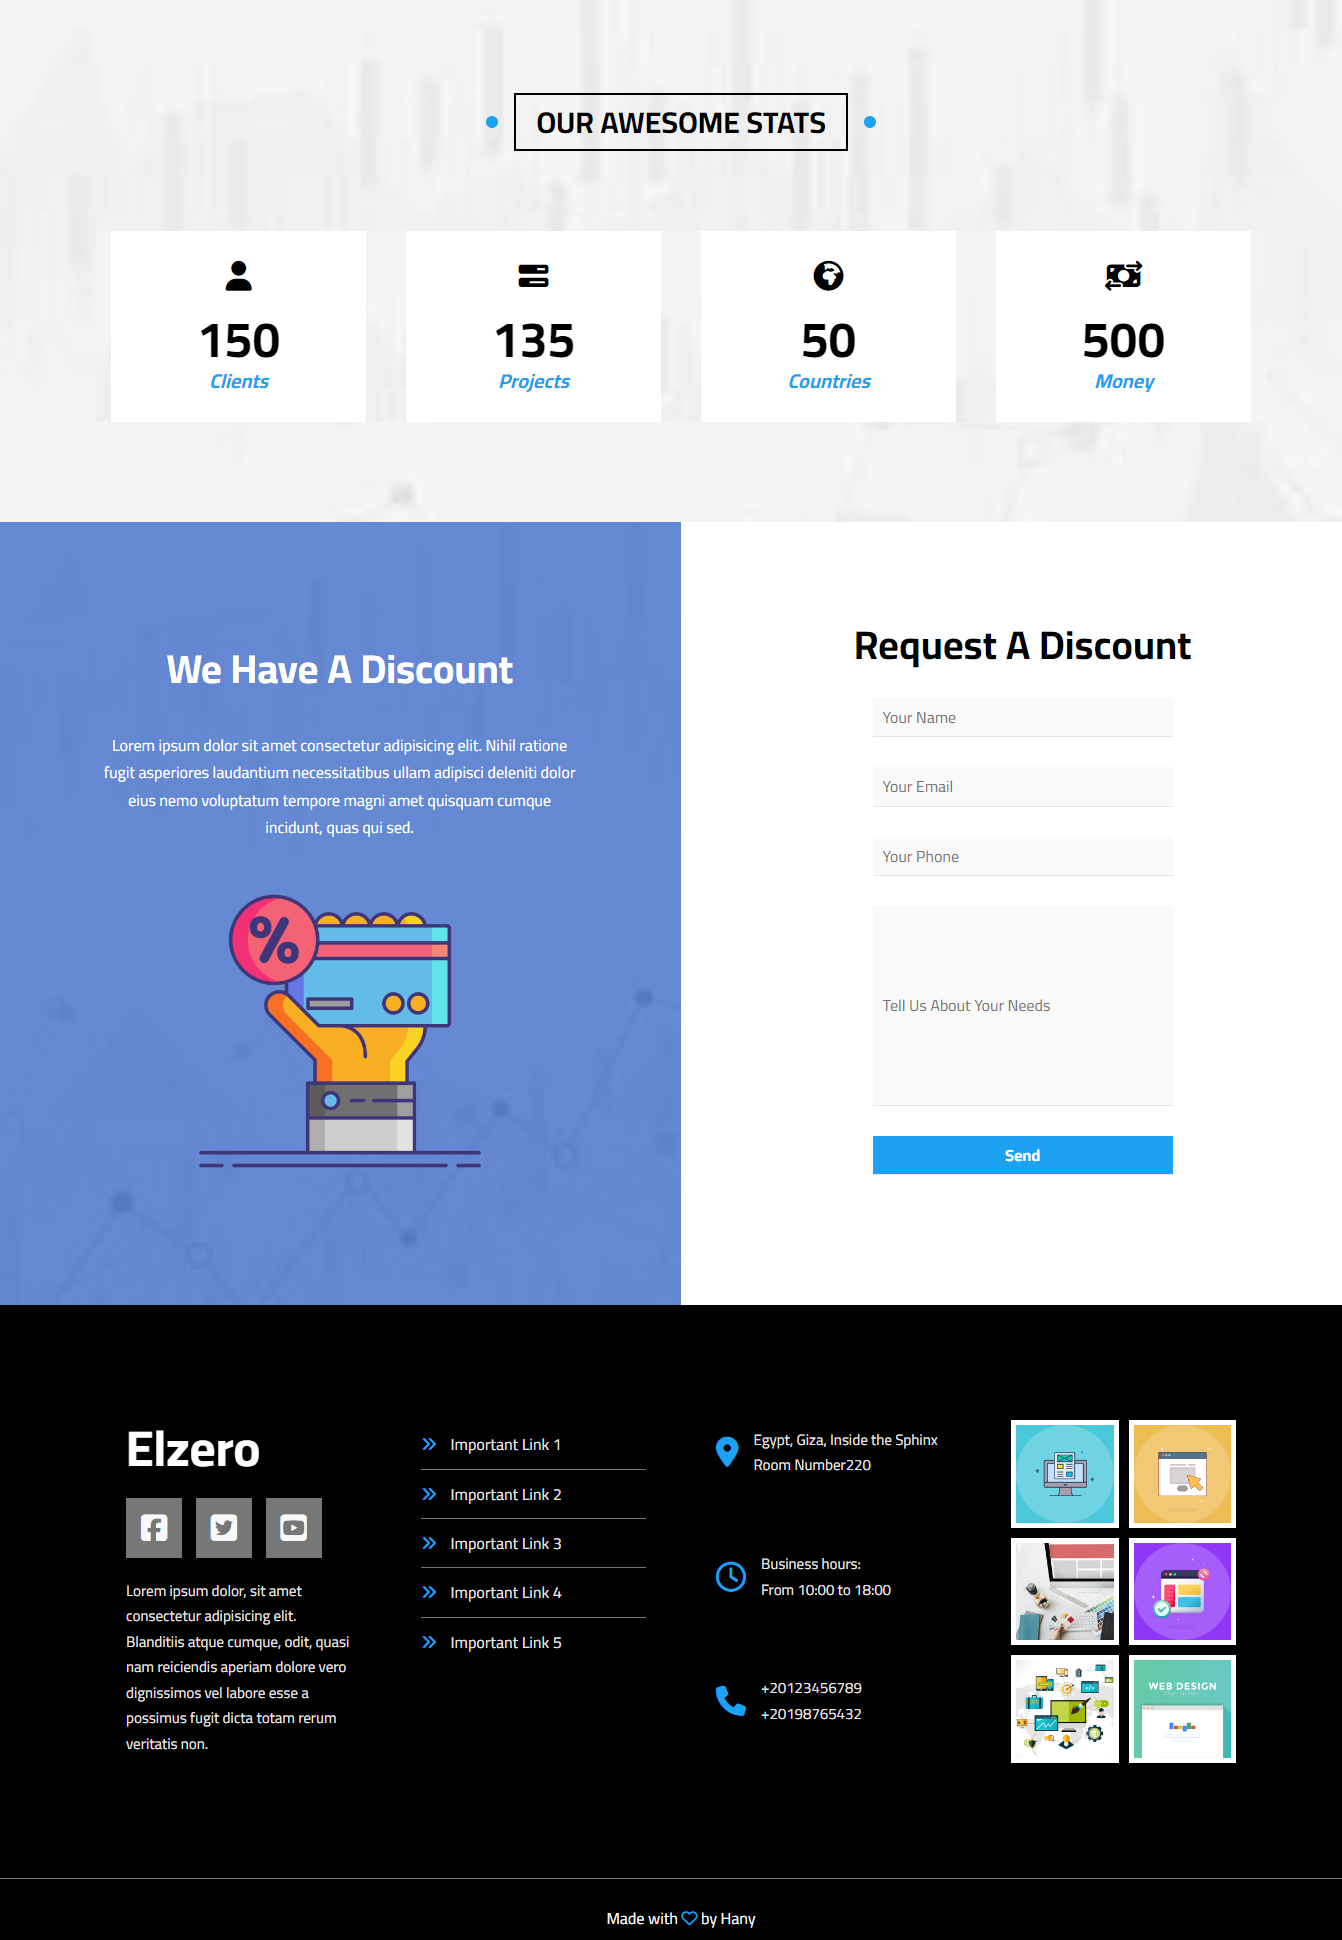 OUR AWESOME STATS
150
Clients
135
Projects
50
Countries
500
Money
We Have A Discount
Lorem ipsum dolor sit amet consectetur adipisicing elit. Nihil ratione
fugit asperiores laudantium necessitatibus ullam adipisci deleniti dolor
eius nemo voluptatum tempore magni amet quisquam cumque
incidunt, quas qui sed.
%
Request A Discount
Your Name
Your Email
Your Phone
Tell Us About Your Needs
Send
Elzero
Lorem ipsum dolor, sit amet
consectetur adipisicing elit.
Blanditiis atque cumque, odit, quasi
nam reiciendis aperiam dolore vero
dignissimos vel labore esse a
possimus fugit dicta totam rerum
veritatis non.
Important Link 1
Important Link 2
Important Link 3
Important Link 4
Important Link 5
Egypt, Giza, Inside the Sphinx
Room Number220
Business hours:
From 10:00 to 18:00
+20123456789
+20198765432
WEB DESIGN
Made with by Hany